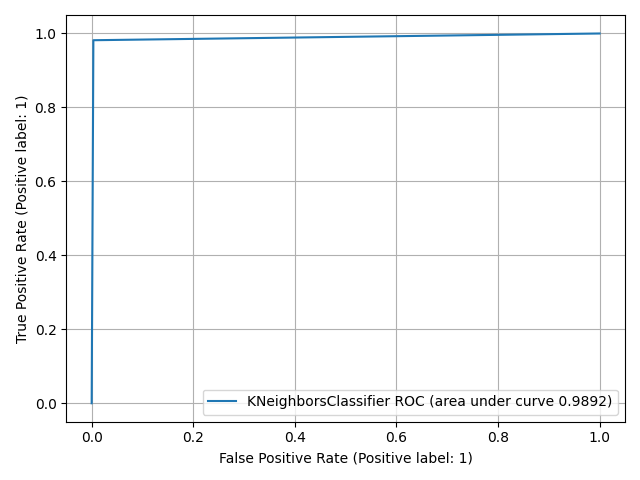 1.0
0.8
0.6
0.4
0.2
0.0
True Positive Rate (Positive label: 1)
KNeighborsClassifier ROC (area under curve 0.9892)
0.0 0.2 0.4 0.6 0.8 1.0
False Positive Rate (Positive label: 1)